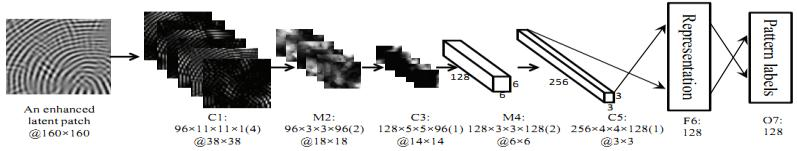 128
6
6
256
3
3
Representation
Pattern labels
An enhanced
latent patch
@160×160
C1:
96×11×11×1(4)
@38×38
M2:
96×3×3×96(2)
@18×18
C3:
128×5×5×96(1)
@14×14
M4:
128×3×3×128(2)
@6×6
C5:
256×4×4×128(1)
@3×3
F6:
128
O7:
128